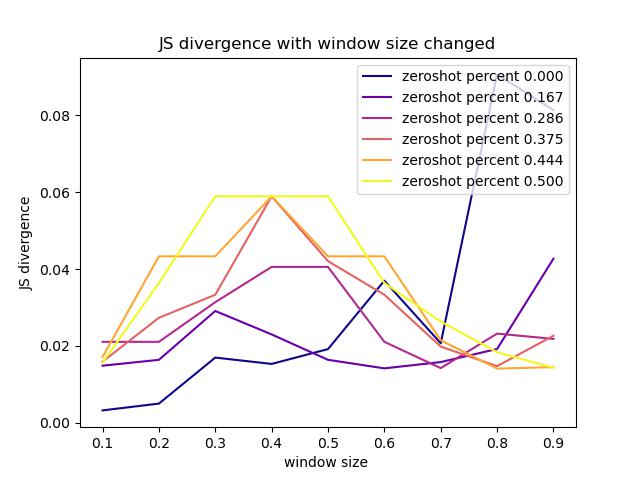 JS divergence with window size changed
zeroshot percent 0.000
zeroshot percent 0.167
zeroshot percent 0.286
zeroshot percent 0.375
zeroshot percent 0.444
zeroshot percent 0.500
JS divergence
0.08
0.06
0.04
0.02
0.00
0.1 0.2 0.3 0.4 0.5 0.6 0.7 0.8 0.9
window size